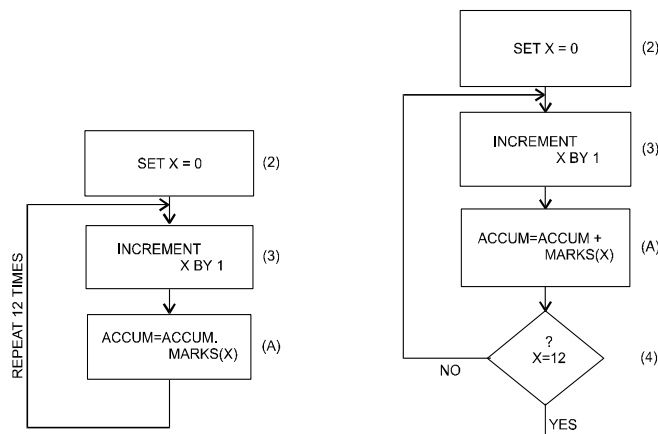 SET X = 0 (2)
INCREMENT (3)
X BY 1
ACCUM=ACCUM. (A)
MARKS(X)
REPEAT 12 TIMES
SET X = 0 (2)
INCREMENT (3)
X BY 1
ACCUM=ACCUM + (A)
MARKS(X)
?
X=12 (4)
NO
YES